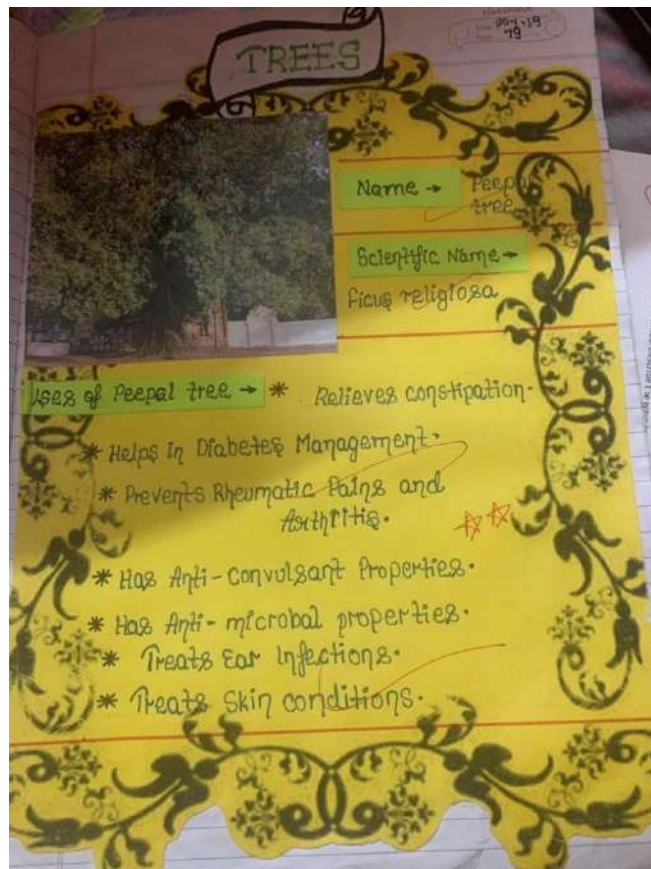 TREES
79
Name → Peepal
tree
Scientific Name →
Ficus religiosa
Uses of Peepal tree → * Relieves constipation.
* Helps in Diabetes Management.
* Prevents Rheumatic Pains and
Arthritis.
* Has Anti-Convulsant Properties.
* Has Anti-microbal properties.
* Treats Ear Infections.
* Treats Skin conditions.